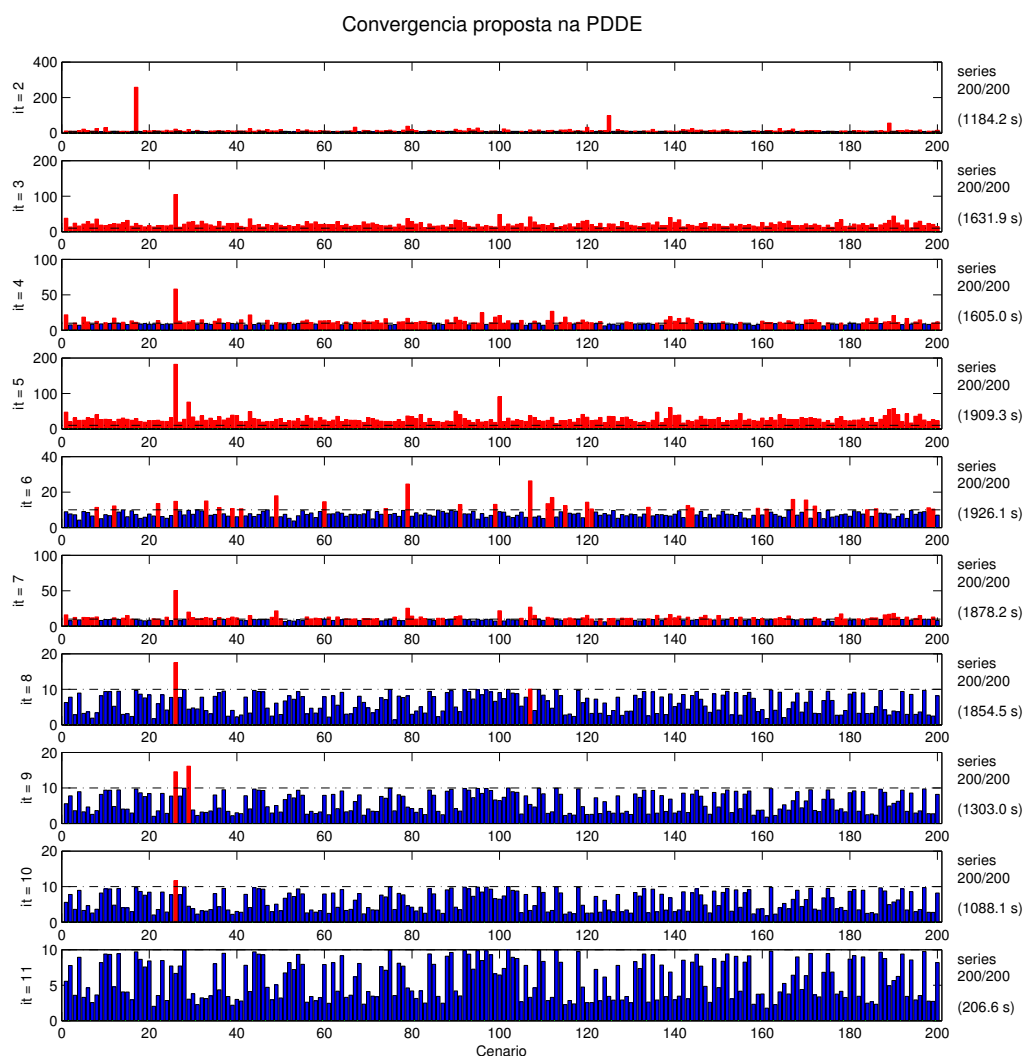 Convergencia proposta na PDDE
400
200
0
0 20 40 60 80 100 120 140 160 180 200
it = 2
series
200/200
(1184.2 s)
200
100
0
0 20 40 60 80 100 120 140 160 180 200
it = 3
series
200/200
(1631.9 s)
100
50
0
0 20 40 60 80 100 120 140 160 180 200
it = 4
series
200/200
(1605.0 s)
200
100
0
0 20 40 60 80 100 120 140 160 180 200
it = 5
series
200/200
(1909.3 s)
40
20
0
0 20 40 60 80 100 120 140 160 180 200
it = 6
series
200/200
(1926.1 s)
100
50
0
0 20 40 60 80 100 120 140 160 180 200
it = 7
series
200/200
(1878.2 s)
20
10
0
0 20 40 60 80 100 120 140 160 180 200
it = 8
series
200/200
(1854.5 s)
20
10
0
0 20 40 60 80 100 120 140 160 180 200
it = 9
series
200/200
(1303.0 s)
20
10
0
0 20 40 60 80 100 120 140 160 180 200
it = 10
series
200/200
(1088.1 s)
10
5
0
0 20 40 60 80 100 120 140 160 180 200
it = 11
series
200/200
(206.6 s)
Cenario